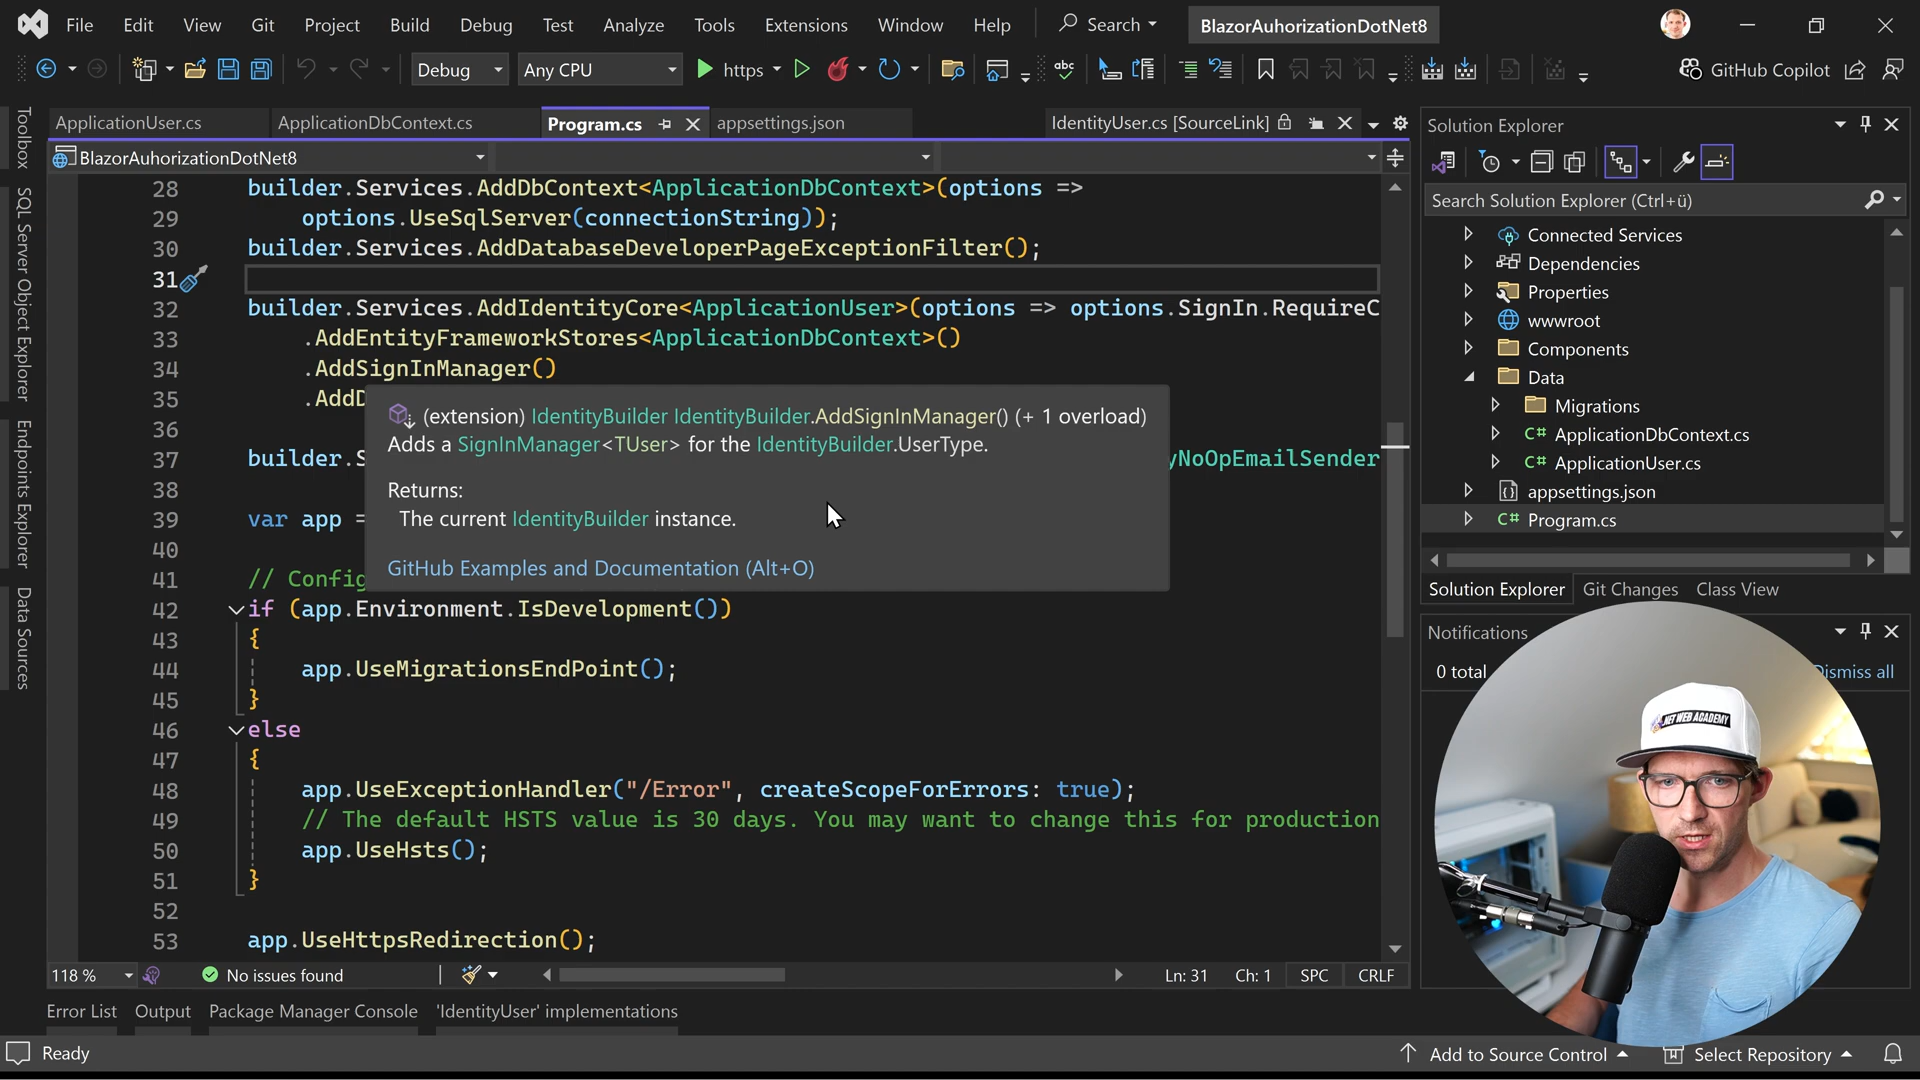 File Edit View Git Project Build Debug Test Analyze Tools Extensions Window Help Search BlazorAuhorizationDotNet8
Debug Any CPU https GitHub Copilot
ApplicationUser.cs ApplicationDbContext.cs Program.cs appsettings.json IdentityUser.cs [SourceLink]
BlazorAuhorizationDotNet8
28 builder.Services.AddDbContext<ApplicationDbContext>(options =>
29 options.UseSqlServer(connectionString));
30 builder.Services.AddDatabaseDeveloperPageExceptionFilter();
31
32 builder.Services.AddIdentityCore<ApplicationUser>(options => options.SignIn.RequireC
33 .AddEntityFrameworkStores<ApplicationDbContext>()
34 .AddSignInManager()
35 .AddD
36
37 builder.S yNoOpEmailSender
38
39 var app =
40
41 // Config
42 if (app.Environment.IsDevelopment())
43 {
44 app.UseMigrationsEndPoint();
45 }
46 else
47 {
48 app.UseExceptionHandler("/Error", createScopeForErrors: true);
49 // The default HSTS value is 30 days. You may want to change this for production
50 app.UseHsts();
51 }
52
53 app.UseHttpsRedirection();
(extension) IdentityBuilder IdentityBuilder.AddSignInManager() (+ 1 overload)
Adds a SignInManager<TUser> for the IdentityBuilder.UserType.
Returns:
The current IdentityBuilder instance.
GitHub Examples and Documentation (Alt+O)
118 % No issues found Ln: 31 Ch: 1 SPC CRLF
Error List Output Package Manager Console 'IdentityUser' implementations
Ready Add to Source Control Select Repository
Toolbox
SQL Server Object Explorer
Endpoints Explorer
Data Sources
Solution Explorer
Search Solution Explorer (Ctrl+ü)
Connected Services
Dependencies
Properties
wwwroot
Components
Data
Migrations
C# ApplicationDbContext.cs
C# ApplicationUser.cs
appsettings.json
C# Program.cs
Solution Explorer Git Changes Class View
Notifications
0 total Dismiss all
.NET WEB ACADEMY